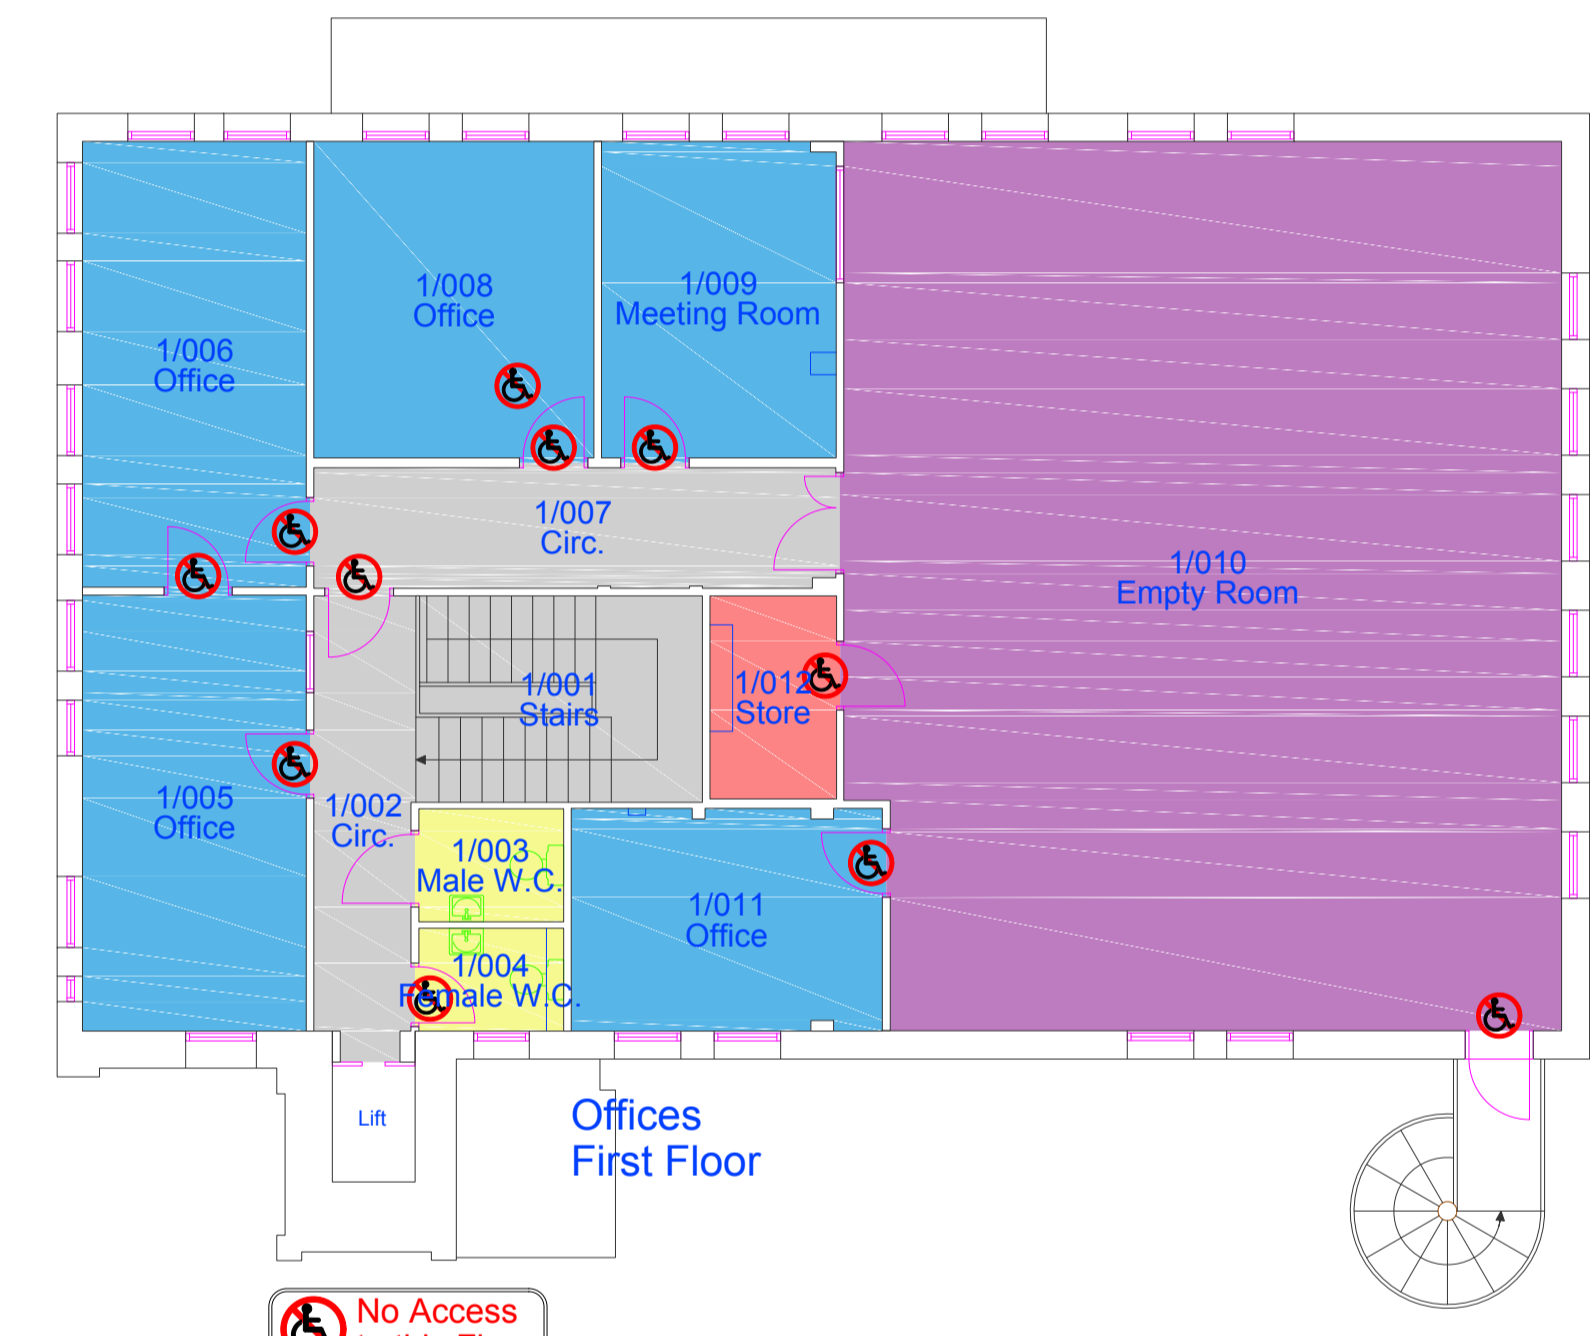 1/008
Office
1/009
Meeting Room
1/006
Office
1/007
Circ.
1/010
Empty Room
1/001
Stairs
1/012
Store
1/005
Office
1/002
Circ.
1/003
Male W.C.
1/011
Office
1/004
Female W.C.
Lift
Offices
First Floor
No Access